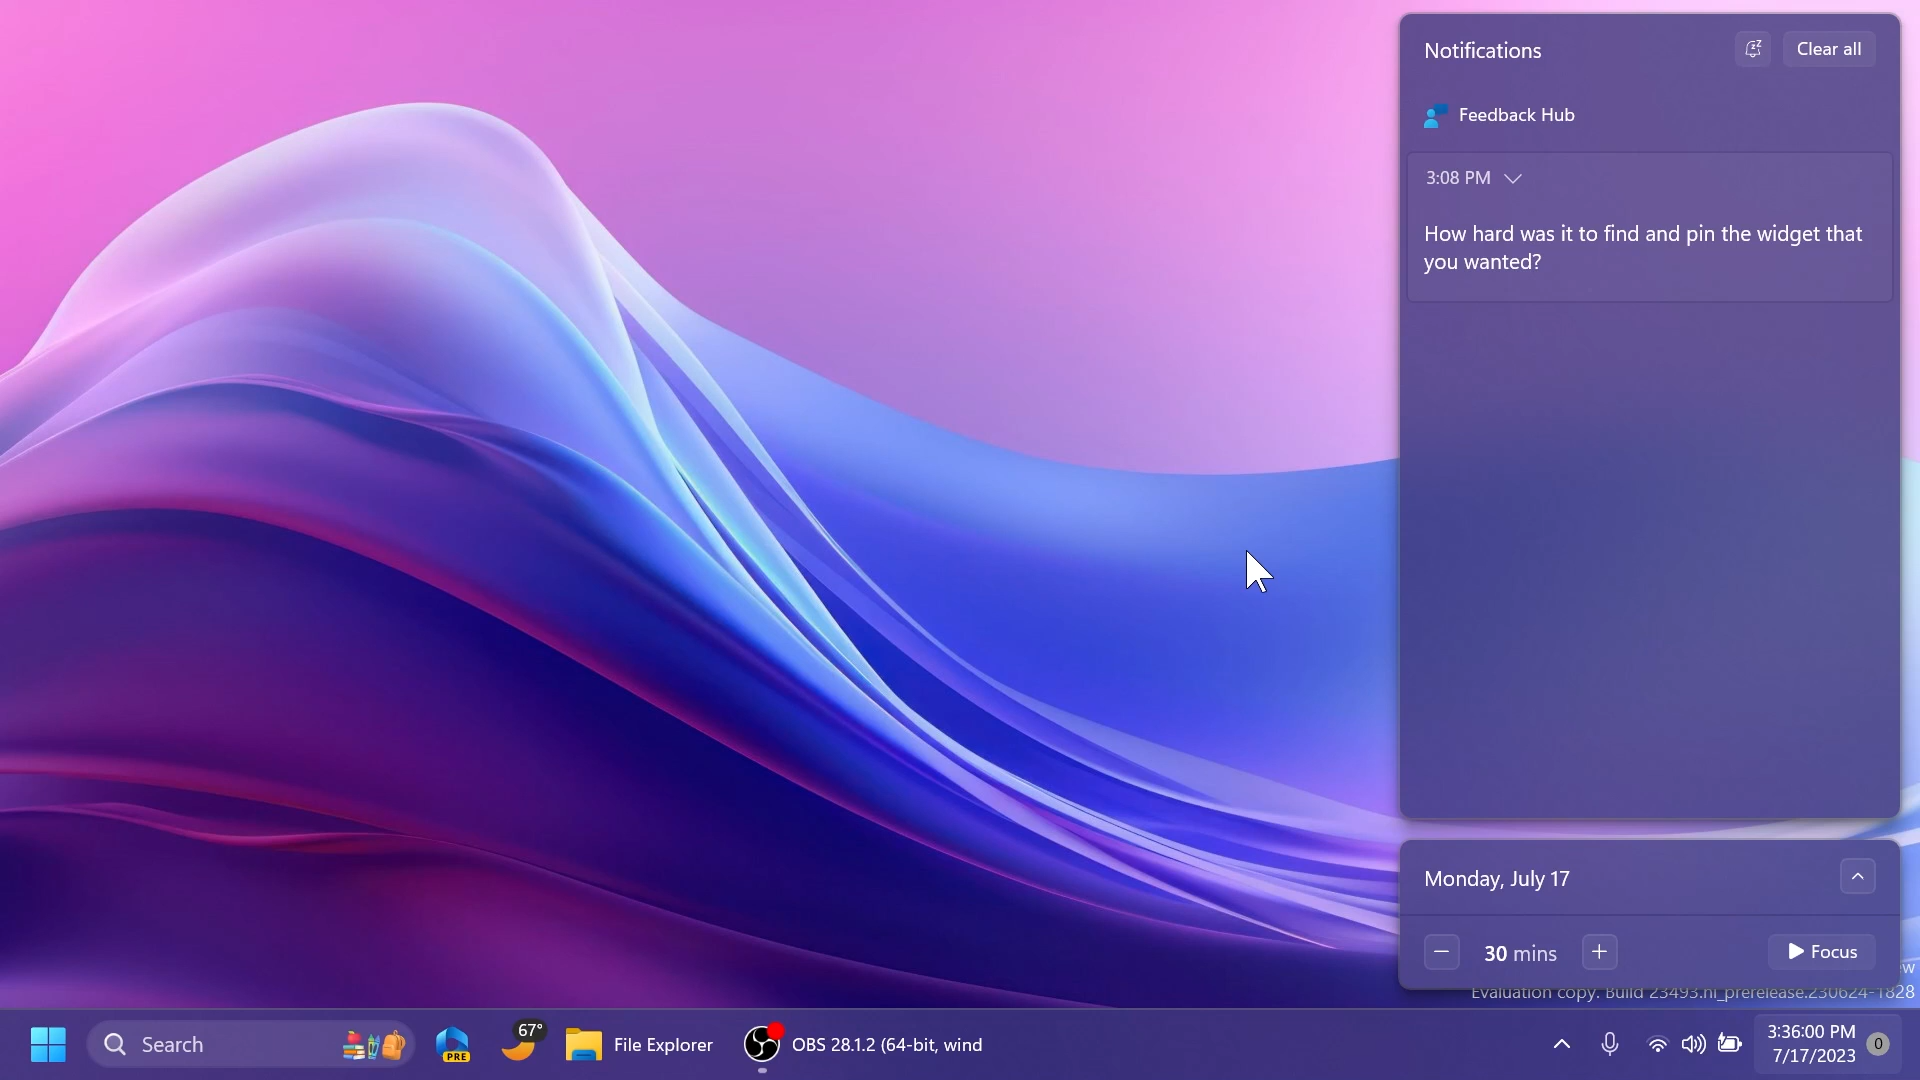 Notifications
Clear all
Feedback Hub
3:08 PM
How hard was it to find and pin the widget that
you wanted?
Monday, July 17
30 mins
Focus
w
Evaluation copy. Build 23493.ni_prerelease.230624-1828
Search
PRE
67°
File Explorer
OBS 28.1.2 (64-bit, wind
3:36:00 PM
7/17/2023
0